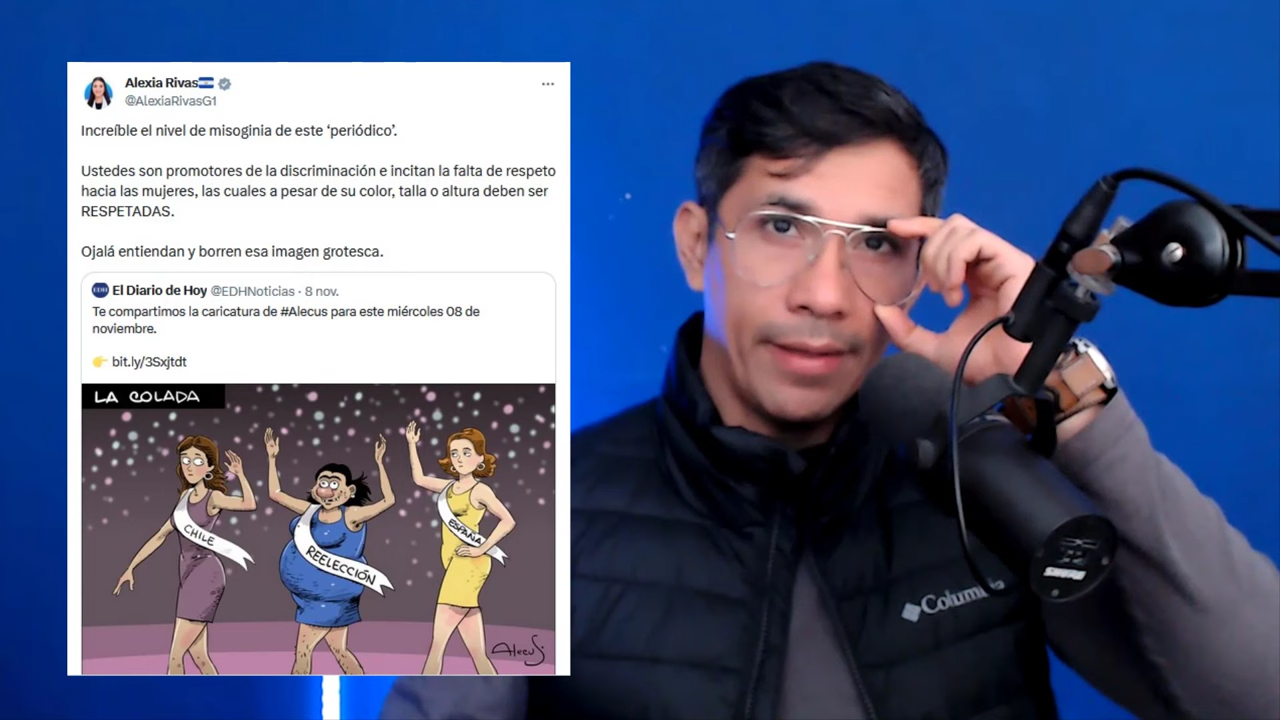 Alexia Rivas
@AlexiaRivasG1
Increíble el nivel de misoginia de este ‘periódico’.
Ustedes son promotores de la discriminación e incitan la falta de respeto
hacia las mujeres, las cuales a pesar de su color, talla o altura deben ser
RESPETADAS.
Ojalá entiendan y borren esa imagen grotesca.
EDH El Diario de Hoy @EDHNoticias · 8 nov.
Te compartimos la caricatura de #Alecus para este miércoles 08 de
noviembre.
👉 bit.ly/3Sxjtdt
LA COLADA
CHILE
REELECCIÓN
ESPAÑA
Alecus
Columbia
SHURE